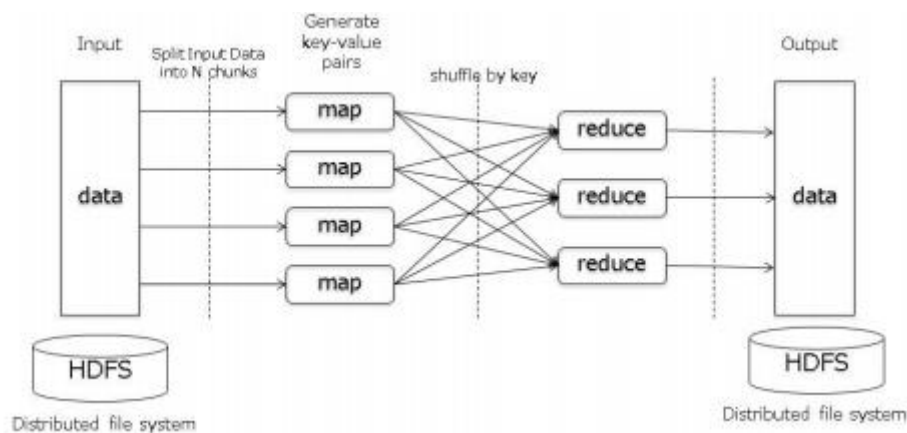 Input
Split Input Data
into N chunks
Generate
key-value
pairs
shuffle by key
Output
data
map
map
map
map
reduce
reduce
reduce
data
HDFS
Distributed file system
HDFS
Distributed file system